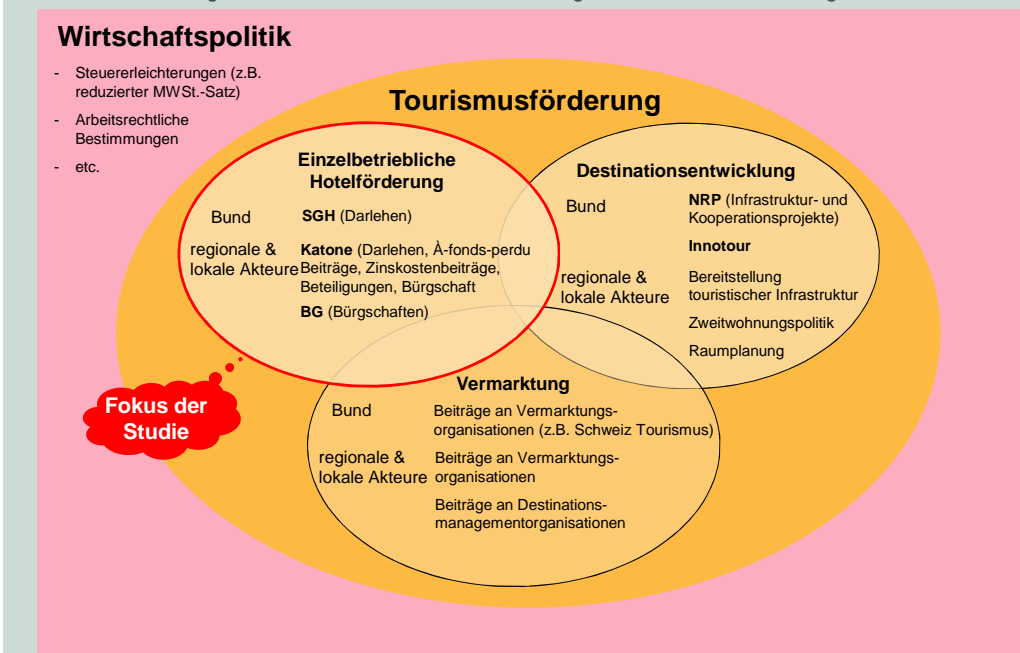 Wirtschaftspolitik
- Steuererleichterungen (z.B.
reduzierter MWSt.-Satz)
- Arbeitsrechtliche
Bestimmungen
- etc.
Tourismusförderung
Einzelbetriebliche
Hotelförderung
Bund
SGH (Darlehen)
regionale &
lokale Akteure
Katone (Darlehen, À-fonds-perdu
Beiträge, Zinskostenbeiträge,
Beteiligungen, Bürgschaft
BG (Bürgschaften)
Destinationsentwicklung
Bund
NRP (Infrastruktur- und
Kooperationsprojekte)
Innotour
regionale &
lokale Akteure
Bereitstellung
touristischer Infrastruktur
Zweitwohnungspolitik
Raumplanung
Vermarktung
Bund
Beiträge an Vermarktungs-
organisationen (z.B. Schweiz Tourismus)
regionale &
lokale Akteure
Beiträge an Vermarktungs-
organisationen
Beiträge an Destinations-
managementorganisationen
Fokus der
Studie